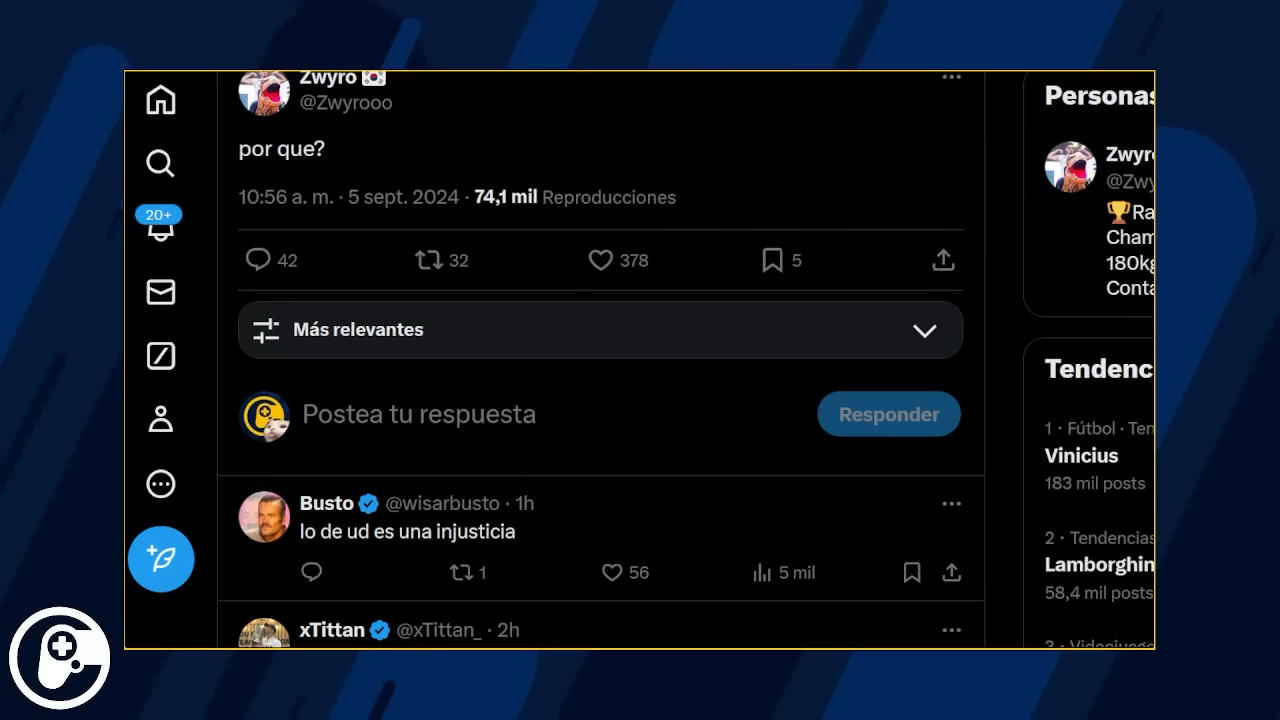 Zwyro
@Zwyrooo
por que?
10:56 a. m. · 5 sept. 2024 · 74,1 mil Reproducciones
42 32 378 5
Más relevantes
Postea tu respuesta
Responder
Busto @wisarbusto · 1h
lo de ud es una injusticia
1 56 5 mil
xTittan @xTittan_ · 2h
20+
Personas
Zwyro
@Zwy
Ra
Cham
180kg
Conta
Tendenc
1 · Fútbol · Ten
Vinicius
183 mil posts
2 · Tendencias
Lamborghin
58,4 mil posts
3 · Videojuego